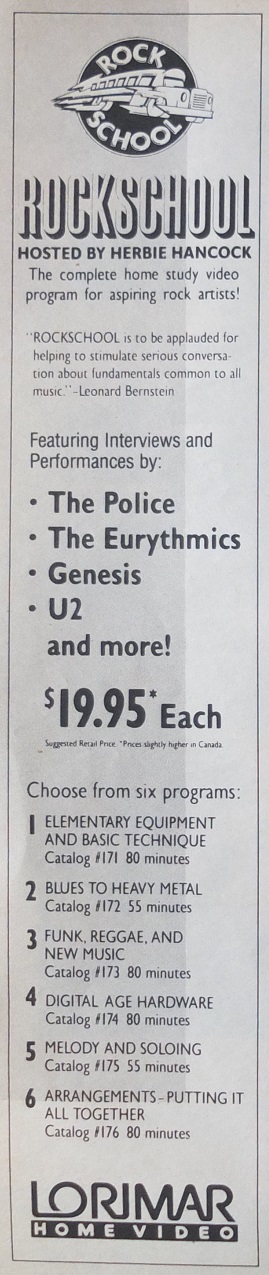 ROCK
SCHOOL
ROCKSCHOOL
HOSTED BY HERBIE HANCOCK
The complete home study video
program for aspiring rock artists!
"ROCKSCHOOL is to be applauded for
helping to stimulate serious conversa-
tion about fundamentals common to all
music." -Leonard Bernstein
Featuring Interviews and
Performances by:
• The Police
• The Eurythmics
• Genesis
• U2
and more!
$19.95* Each
Suggested Retail Price. *Prices slightly higher in Canada.
Choose from six programs:
1 ELEMENTARY EQUIPMENT
AND BASIC TECHNIQUE
Catalog #171 80 minutes
2 BLUES TO HEAVY METAL
Catalog #172 55 minutes
3 FUNK, REGGAE, AND
NEW MUSIC
Catalog #173 80 minutes
4 DIGITAL AGE HARDWARE
Catalog #174 80 minutes
5 MELODY AND SOLOING
Catalog #175 55 minutes
6 ARRANGEMENTS-PUTTING IT
ALL TOGETHER
Catalog #176 80 minutes
LORIMAR
HOME VIDEO